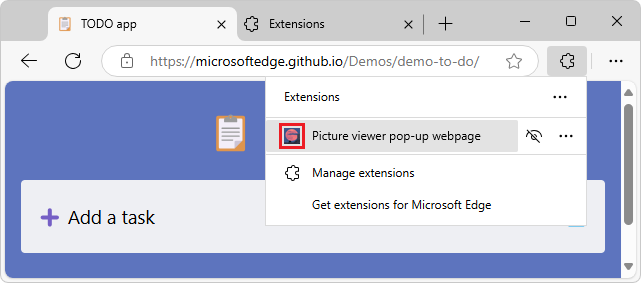 TODO app
Extensions
https://microsoftedge.github.io/Demos/demo-to-do/
Extensions
Picture viewer pop-up webpage
Manage extensions
Get extensions for Microsoft Edge
Add a task